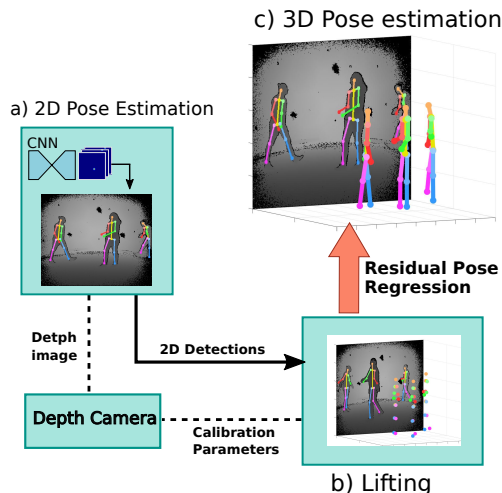 c) 3D Pose estimation
a) 2D Pose Estimation
CNN
Residual Pose
Regression
Detph
image
2D Detections
Depth Camera
Calibration
Parameters
b) Lifting